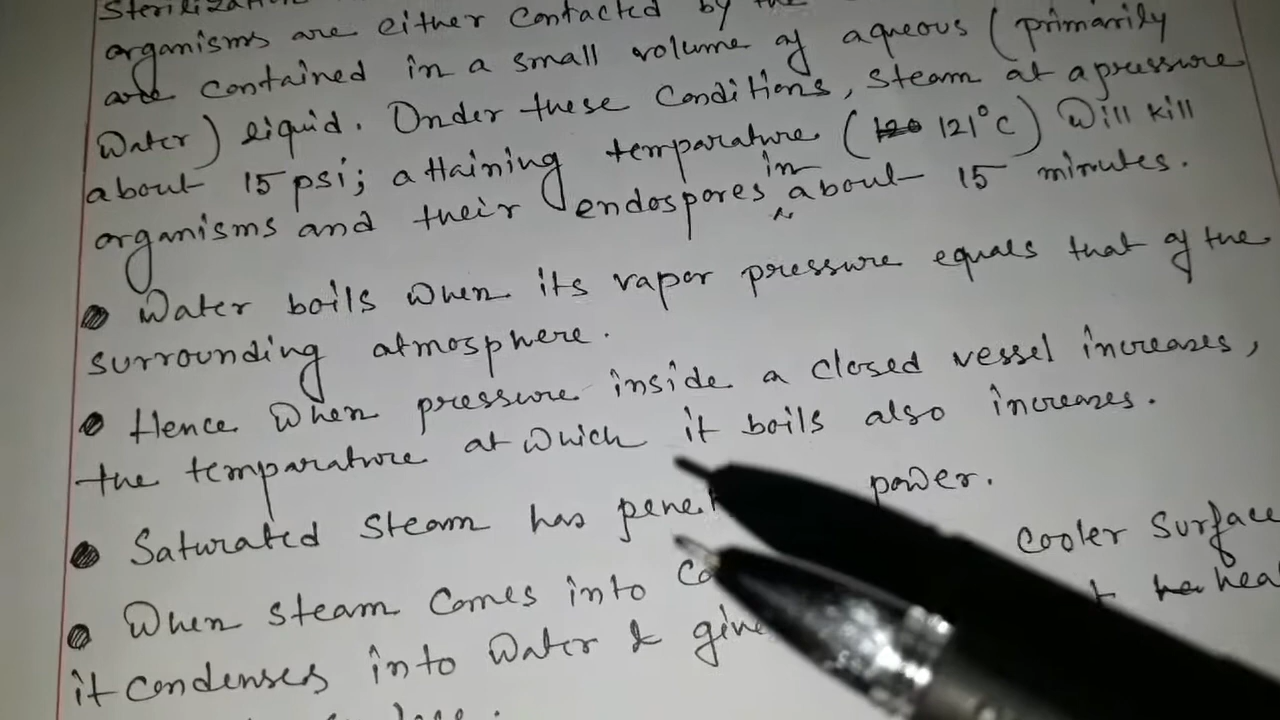 Sterilization
organisms are either contacted by the
are contained in a small volume of aqueous (primarily
water) liquid. Under these conditions, steam at a pressure
about 15 psi; attaining temparature (120 121°C) will kill
organisms and their endospores in about 15 minutes.
Water boils when its vapor pressure equals that of the
surrounding atmosphere.
Hence when pressure inside a closed vessel increases,
the temparature at which it boils also increases.
Saturated steam has power.
When steam comes into cooler surface
it condenses into water &